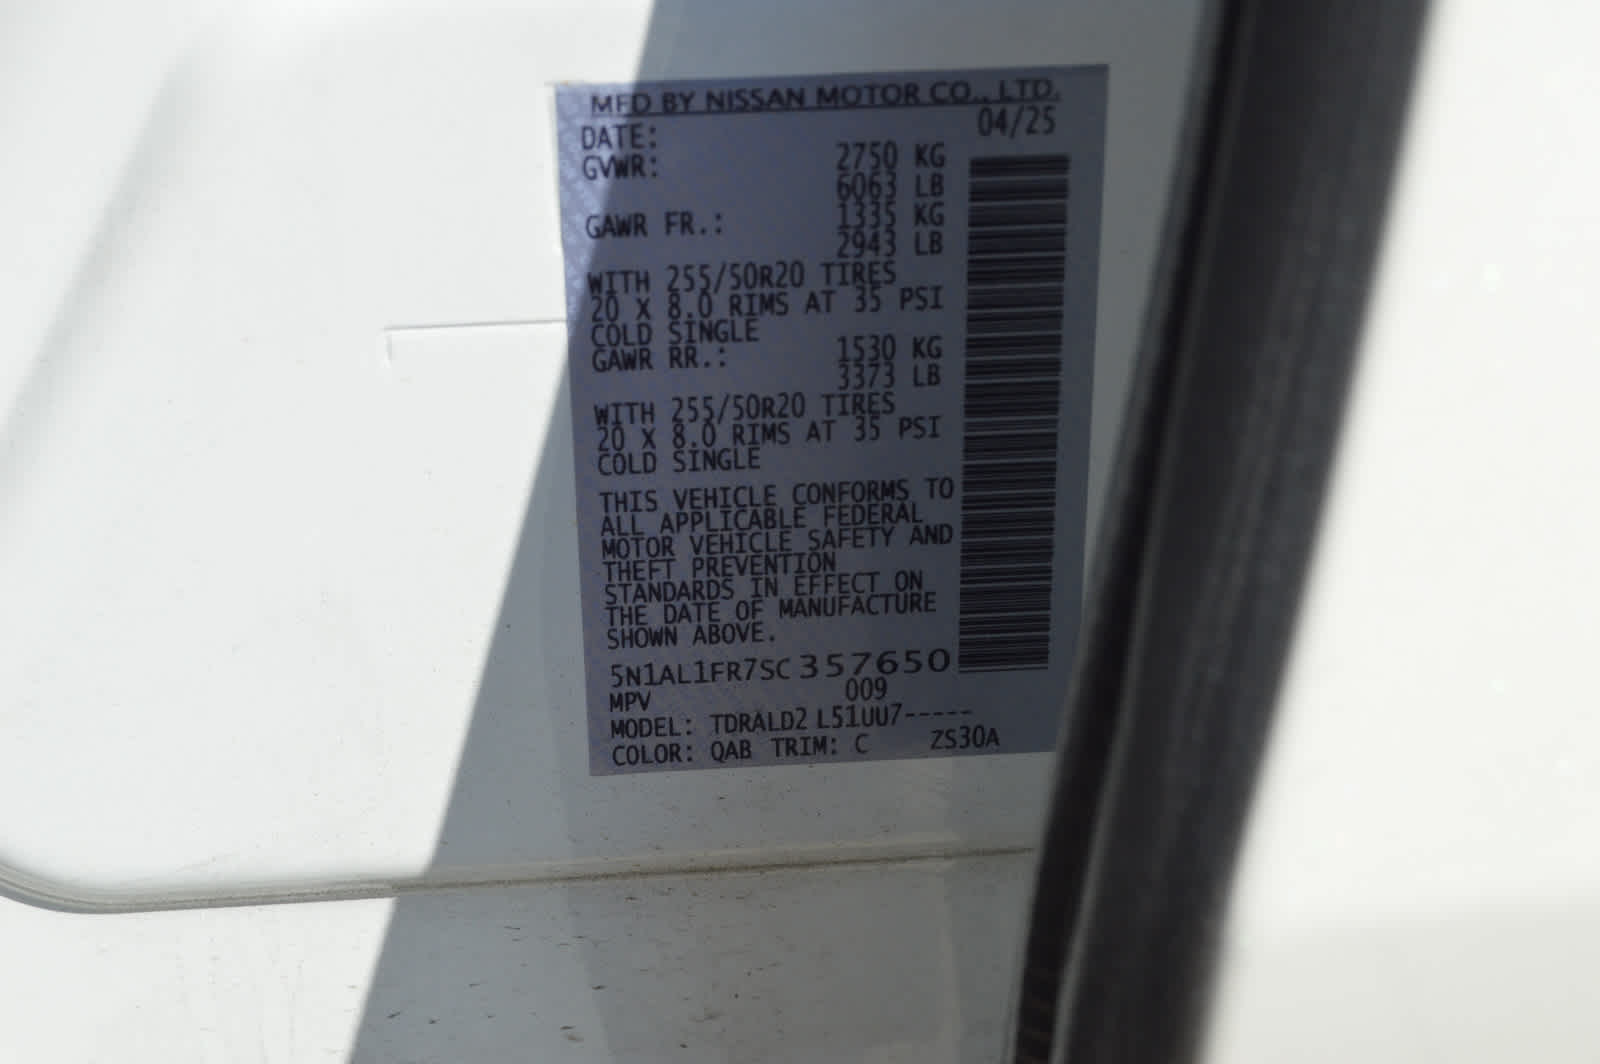 MFD BY NISSAN MOTOR CO., LTD.
DATE: 04/25
GVWR: 2750 KG
6063 LB
GAWR FR.: 1335 KG
2943 LB
WITH 255/50R20 TIRES
20 X 8.0 RIMS AT 35 PSI
COLD SINGLE
GAWR RR.: 1530 KG
3373 LB
WITH 255/50R20 TIRES
20 X 8.0 RIMS AT 35 PSI
COLD SINGLE
THIS VEHICLE CONFORMS TO
ALL APPLICABLE FEDERAL
MOTOR VEHICLE SAFETY AND
THEFT PREVENTION
STANDARDS IN EFFECT ON
THE DATE OF MANUFACTURE
SHOWN ABOVE.
5N1AL1FR7SC357650
MPV 009
MODEL: TDRALD2 L51UU7-----
COLOR: QAB TRIM: C ZS30A